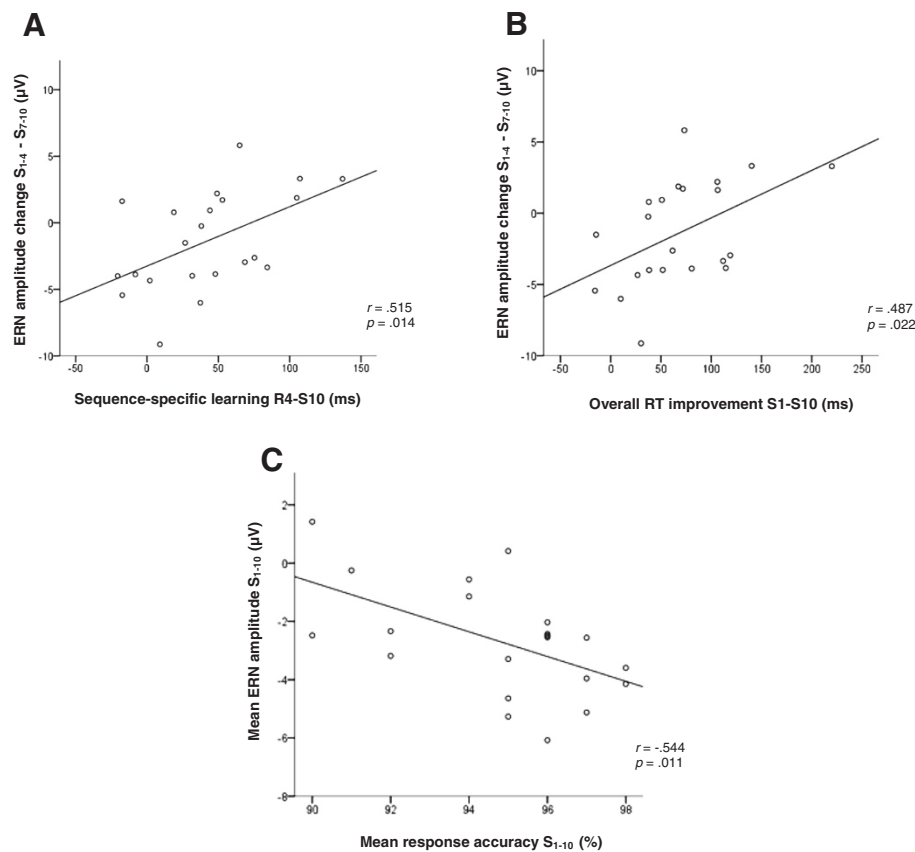 A
ERN amplitude change S1-4 - S7-10 (µV)
10
5
0
-5
-10
-50 0 50 100 150
r = .515
p = .014
Sequence-specific learning R4-S10 (ms)
B
ERN amplitude change S1-4 - S7-10 (µV)
10
5
0
-5
-10
-50 0 50 100 150 200 250
r = .487
p = .022
Overall RT improvement S1-S10 (ms)
C
Mean ERN amplitude S1-10 (µV)
2
0
-2
-4
-6
-8
90 92 94 96 98
r = -.544
p = .011
Mean response accuracy S1-10 (%)